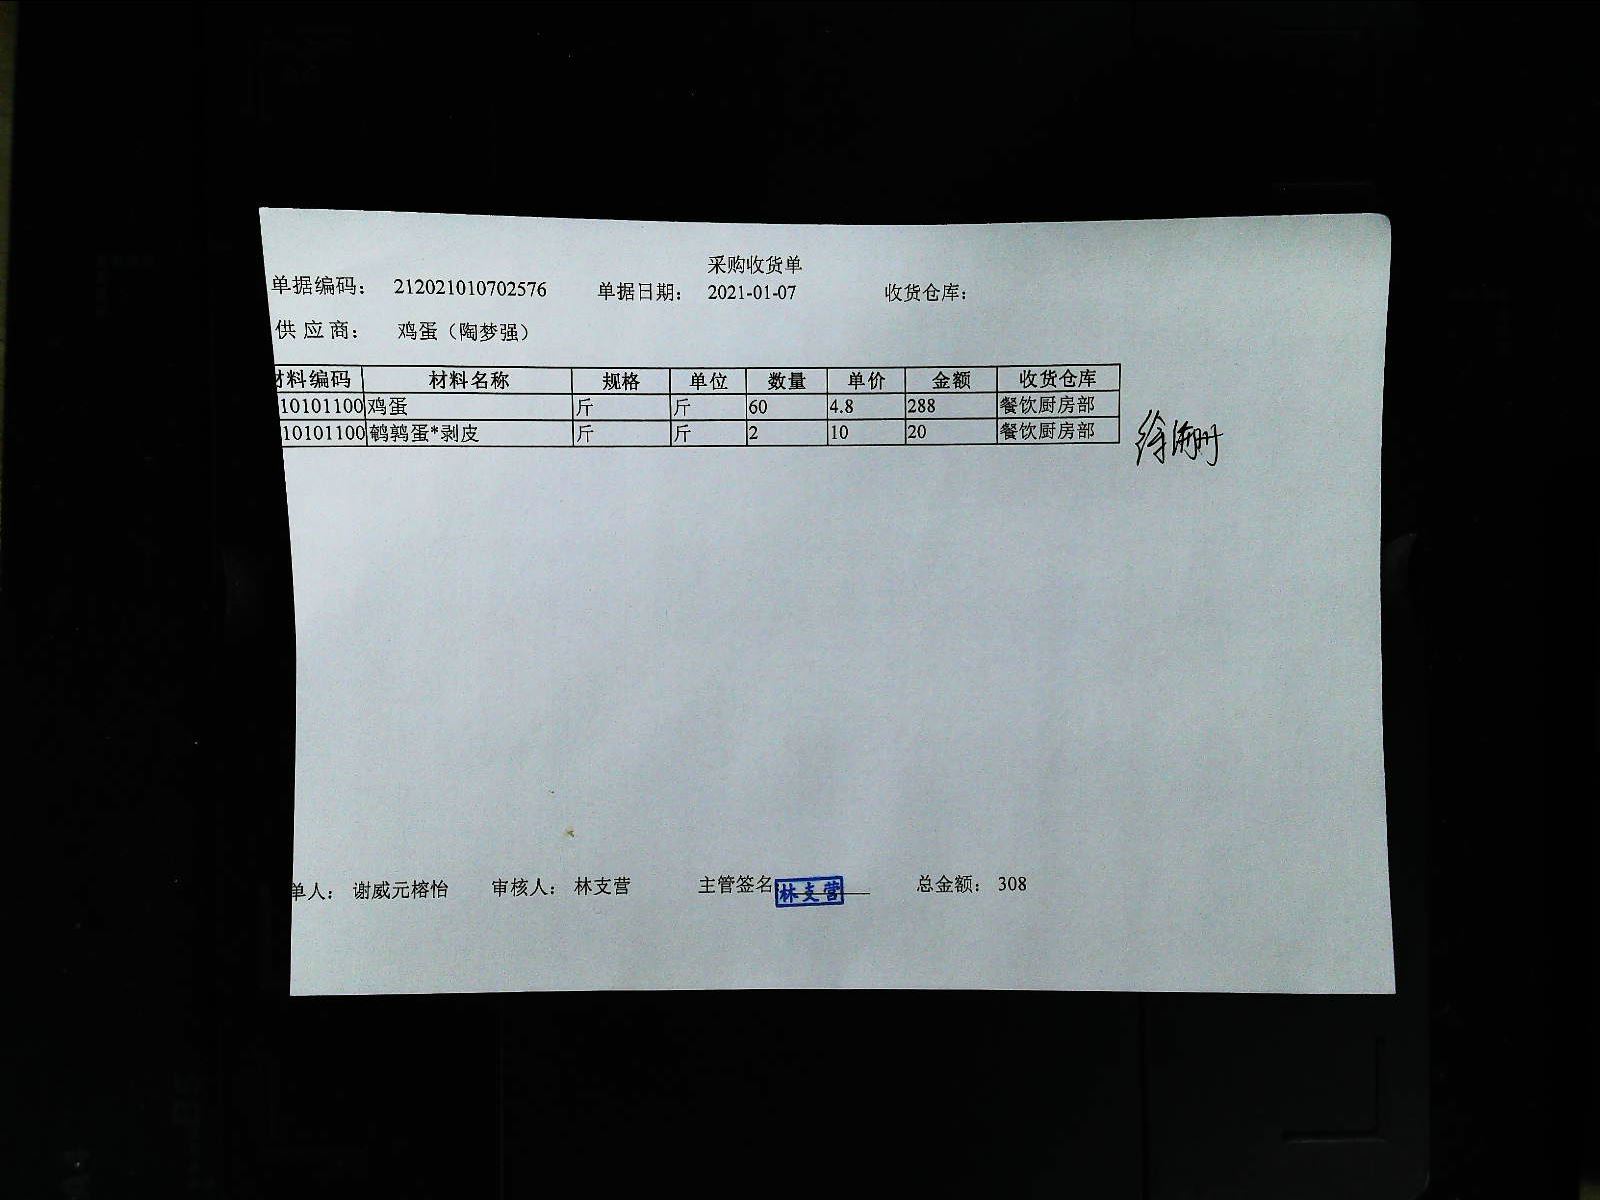 采购收货单
单据编码： 212021010702576 单据日期： 2021-01-07 收货仓库：
供应商： 鸡蛋（陶梦强）
材料编码 材料名称 规格 单位 数量 单价 金额 收货仓库
10101100 鸡蛋 斤 斤 60 4.8 288 餐饮厨房部
10101100 鹌鹑蛋*剥皮 斤 斤 2 10 20 餐饮厨房部
单人： 谢威元榕怡 审核人： 林支营 主管签名 林支营 总金额： 308